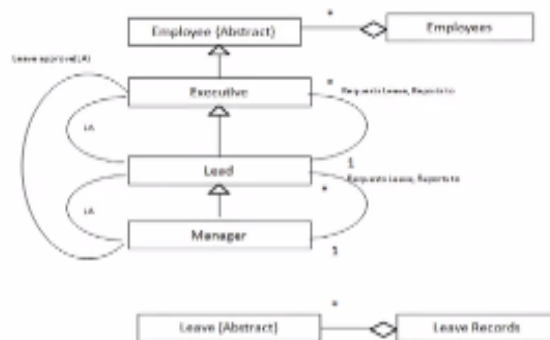 *
Employee (Abstract)
Employees
Leave approve(LA)
Executive
*
Requests Leave, Reports to
LA
Lead
1
Requests Leave, Reports to
*
LA
Manager
1
*
Leave (Abstract)
Leave Records